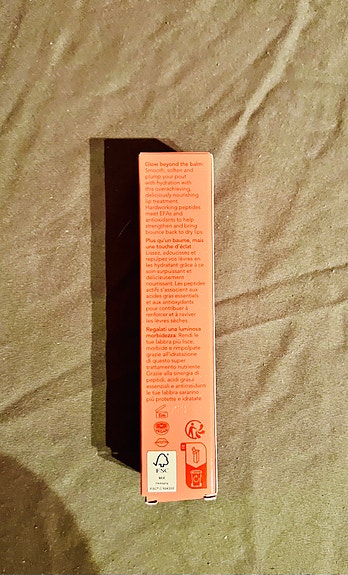 Glow beyond the balm:
Smooth, soften and
plump your pout
with hydration with
this overachieving,
deliciously nourishing
lip treatment.
Hardworking peptides
meet EFAs and
antioxidants to help
strengthen and bring
bounce back to dry lips.
Plus qu'un baume, mais
une touche d'éclat:
Lissez, adoucissez et
repulpez vos lèvres en
les hydratant grâce à ce
soin surpuissant et
délicieusement
nourrissant. Les peptides
actifs s'associent aux
acides gras essentiels
et aux antioxydants
pour contribuer à
renforcer et à raviver
les lèvres sèches.
Regalati una luminosa
morbidezza: Rendi le
tue labbra più lisce,
morbide e rimpolpate
grazie all'idratazione
di questo super
trattamento nutriente.
Grazie alla sinergia di
peptidi, acidi grassi
essenziali e antiossidanti
le tue labbra saranno
più protette e idratate.
FSC
MIX